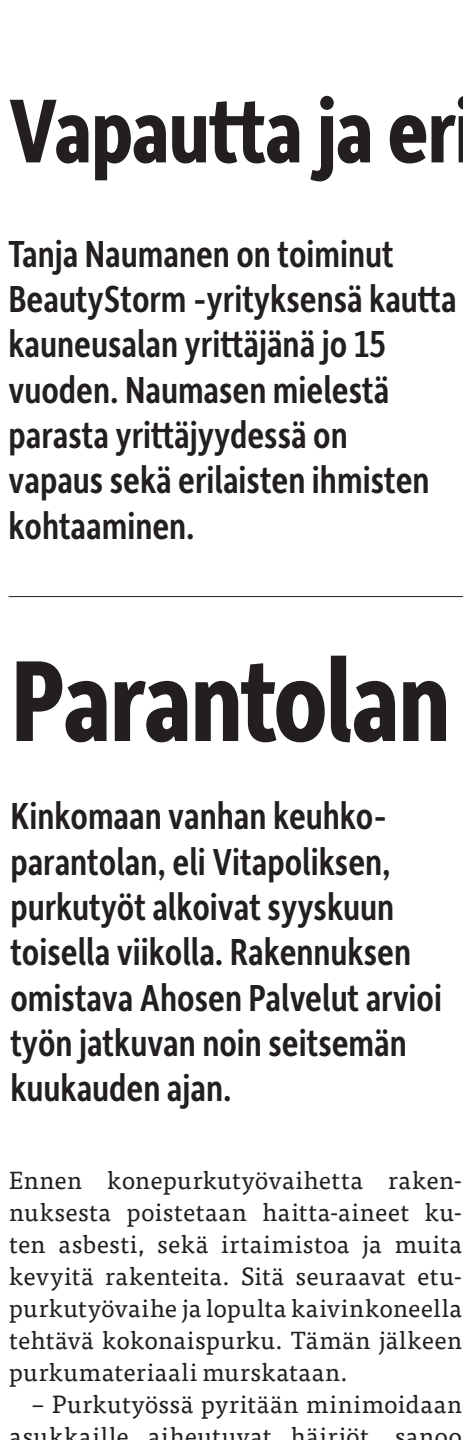 Vapautta ja eri
Tanja Naumanen on toiminut
BeautyStorm -yrityksensä kautta
kauneusalan yrittäjänä jo 15
vuoden. Naumasen mielestä
parasta yrittäjyydessä on
vapaus sekä erilaisten ihmisten
kohtaaminen.
Parantolan
Kinkomaan vanhan keuhko-
parantolan, eli Vitapoliksen,
purkutyöt alkoivat syyskuun
toisella viikolla. Rakennuksen
omistava Ahosen Palvelut arvioi
työn jatkuvan noin seitsemän
kuukauden ajan.
Ennen konepurkutyövaihetta raken-
nuksesta poistetaan haitta-aineet ku-
ten asbesti, sekä irtaimistoa ja muita
kevyitä rakenteita. Sitä seuraavat etu-
purkutyövaihe ja lopulta kaivinkoneella
tehtävä kokonaispurku. Tämän jälkeen
purkumateriaali murskataan.
– Purkutyössä pyritään minimoidaan
asukkaille aiheutuvat häiriöt, sanoo